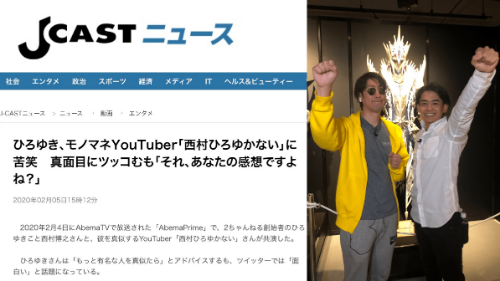 J CAST ニュース
社会 エンタメ 政治 スポーツ 経済 メディア IT ヘルス&ビューティー
J-CASTニュース > ニュース 動画 > エンタメ
ひろゆき、モノマネYouTuber「西村ひろゆかない」に
苦笑 真面目にツッコむも「それ、あなたの感想ですよ
ね?」
2020年02月05日15時12分
2020年2月4日にAbemaTVで放送された「AbemaPrime」で、2ちゃんねる創始者のひろ
ゆきこと西村博之さんと、彼を真似するYouTuber「西村ひろゆかない」さんが共演した。
ひろゆきさんは「もっと有名な人を真似たら」とアドバイスするも、ツイッターでは「面
白い」と話題になっている。